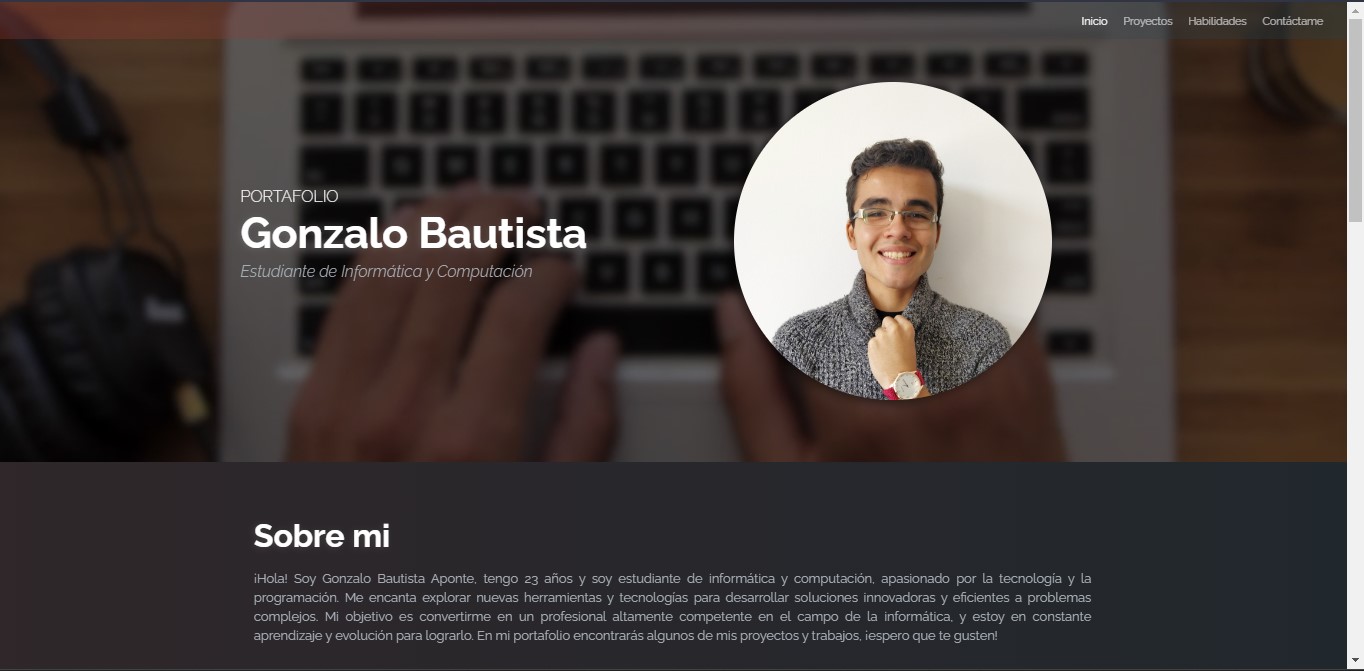 Inicio Proyectos Habilidades Contáctame
PORTAFOLIO
Gonzalo Bautista
Estudiante de Informática y Computación
Sobre mi
¡Hola! Soy Gonzalo Bautista Aponte, tengo 23 años y soy estudiante de informática y computación, apasionado por la tecnología y la
programación. Me encanta explorar nuevas herramientas y tecnologías para desarrollar soluciones innovadoras y eficientes a problemas
complejos. Mi objetivo es convertirme en un profesional altamente competente en el campo de la informática, y estoy en constante
aprendizaje y evolución para lograrlo. En mi portafolio encontrarás algunos de mis proyectos y trabajos, ¡espero que te gusten!